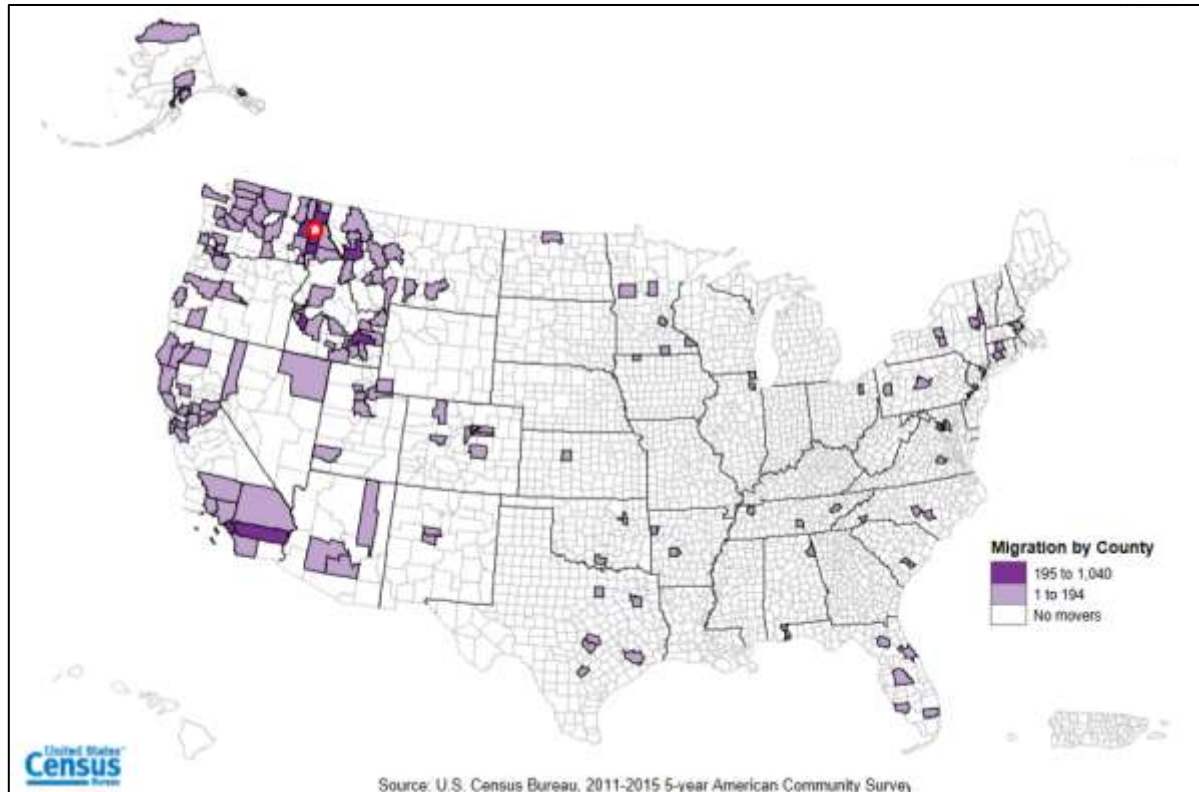 Migration by County
195 to 1,040
1 to 194
No movers
United States®
Census
Bureau
Source: U.S. Census Bureau, 2011-2015 5-year American Community Survey